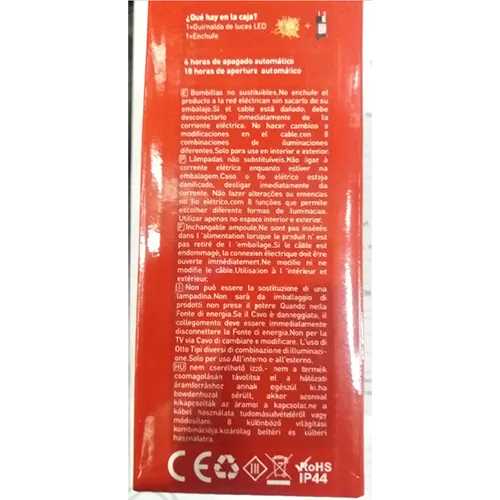 ¿Qué hay en la caja?
1×Guirnalda de luces LED
1×Enchufe
+
6 horas de apagado automático
18 horas de apertura automático
E Bombillas no sustituibles.No enchufe el
producto a la red eléctrican sin sacarlo de su
embalaje.Si el cable está dañado, debe
desconectarlo inmediatamente de la
corriente eléctrica. No hacer cambios o
modificaciones en el cable.con 8
combinaciones de iluminaciones
diferentes.Solo para use en interior e exterior.
P Lâmpadas não substituíveis.Não ligar à
corrente elétrica enquanto estiver na
embalagem.Caso o fio elétrico estaja
danificado, desligar imediatamente da
corrente. Não fazer alterações ou emendas
no fio elétrico.com 8 funções que permite
escolher diferente formas de luminacao.
Utilizar apenas no espaço interior e exterior.
F Inchangable ampoule.Ne sont pas insérés
dans l 'alimentation lorsque le produit n' est
pas retiré de l 'emballage.Si le câble est
endommagé, la connexion électrique doit être
ouverte immédiatement.Ne modifie ni ne
modifie le câble.Utilisation à l 'intérieur et
extérieur.
I Non può essere la sostituzione di una
lampadina.Non sarà da imballaggio di
prodotti non prese il potere Quando nella
Fonte di energia.Se il Cavo è danneggiata, il
collegamento deve essere immediatamente
disconnettere la Fonte di energia.Non per la
TV via Cavo di cambiare e modificare. L'uso di
Otto Tipi diversi di combinazione di illuminazi-
one.Solo per uso All'interno e all'esterno.
HU nem cserélhető izzó.- nem a termék
csomagolásán távolítsa el a hálózati
áramforráshoz annak egészül ki.ha
bowdenhuzal sérült, akkor azonnal
kikapcsolták az áramot a kapcsolat.ne a
kábel használata tudomásulvételéről vagy
módosítani. 8 különböző világítási
kombinációja.kizárólag beltéri és kültéri
használatra.
CE III RoHS
IP44